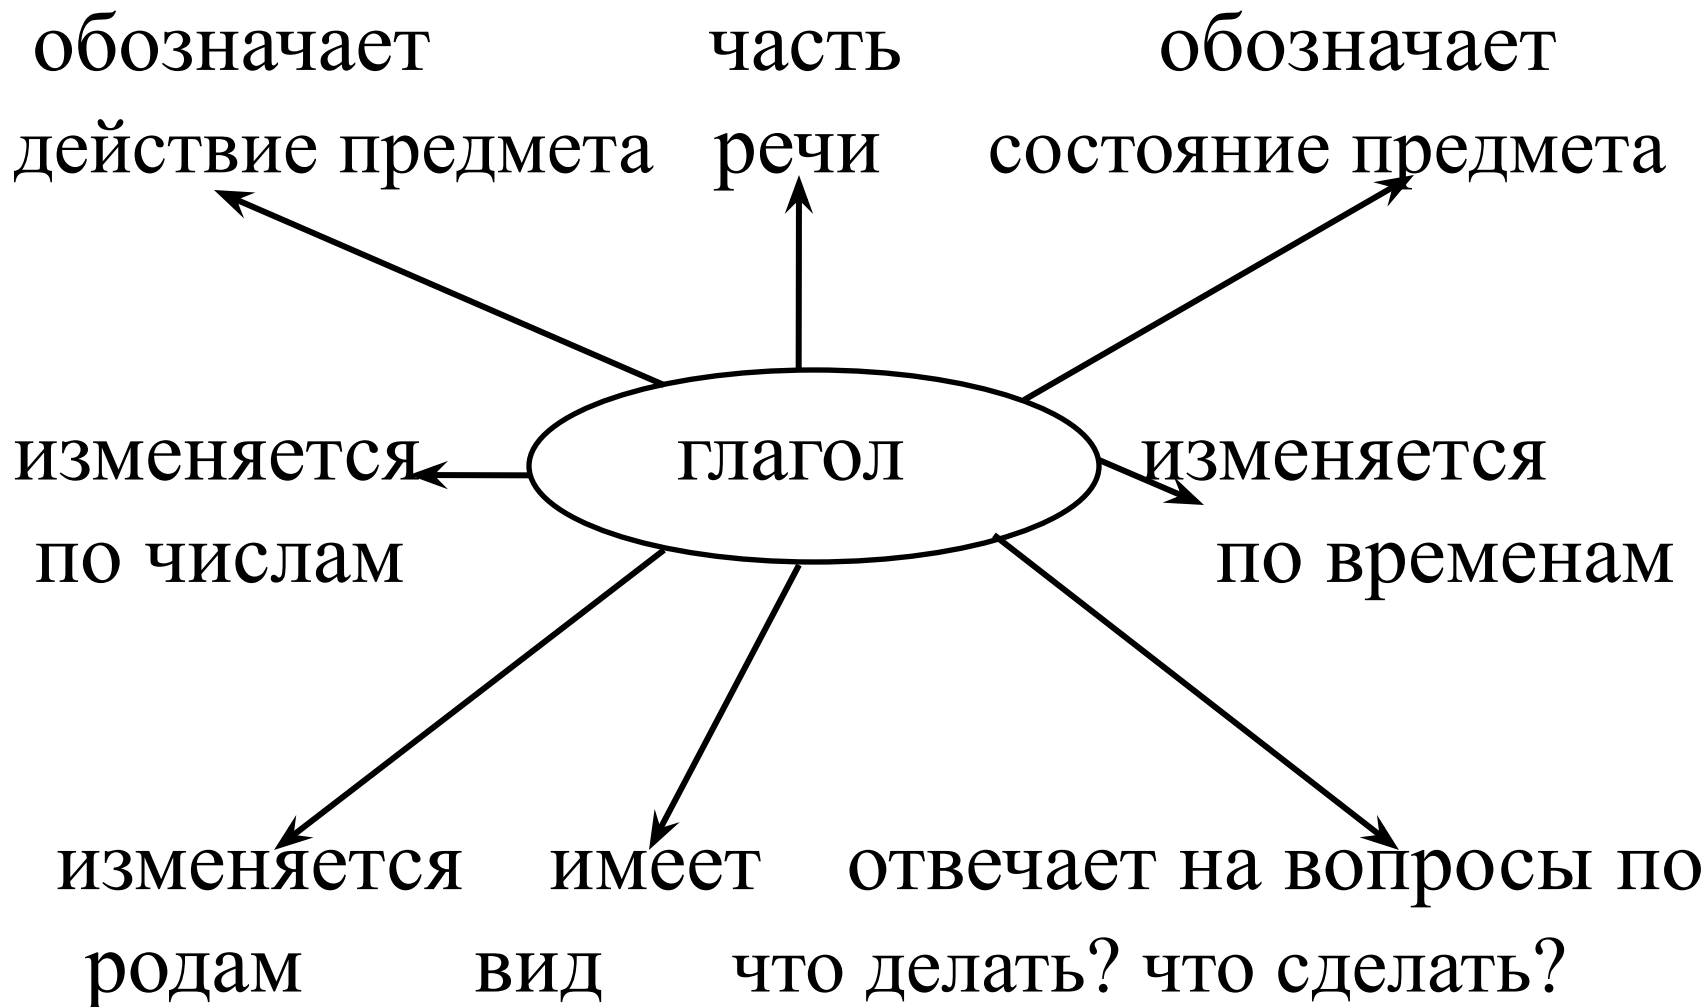 обозначает часть обозначает
действие предмета речи состояние предмета
изменяется глагол изменяется
по числам по временам
изменяется имеет отвечает на вопросы по
родам вид что делать? что сделать?